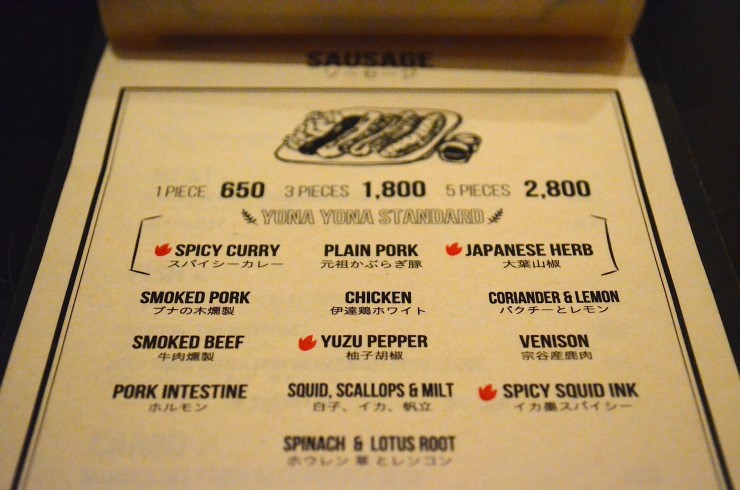 SAUSAGE
ソーセージ
1 PIECE 650 3 PIECES 1,800 5 PIECES 2,800
YONA YONA STANDARD
SPICY CURRY PLAIN PORK JAPANESE HERB
スパイシーカレー 元祖かぶらぎ豚 大葉山椒
SMOKED PORK CHICKEN CORIANDER & LEMON
ブナの木燻製 伊達鶏ホワイト パクチーとレモン
SMOKED BEEF YUZU PEPPER VENISON
牛肉燻製 柚子胡椒 宗谷産鹿肉
PORK INTESTINE SQUID, SCALLOPS & MILT SPICY SQUID INK
ホルモン 白子、イカ、帆立 イカ墨スパイシー
SPINACH & LOTUS ROOT
ホウレン草とレンコン